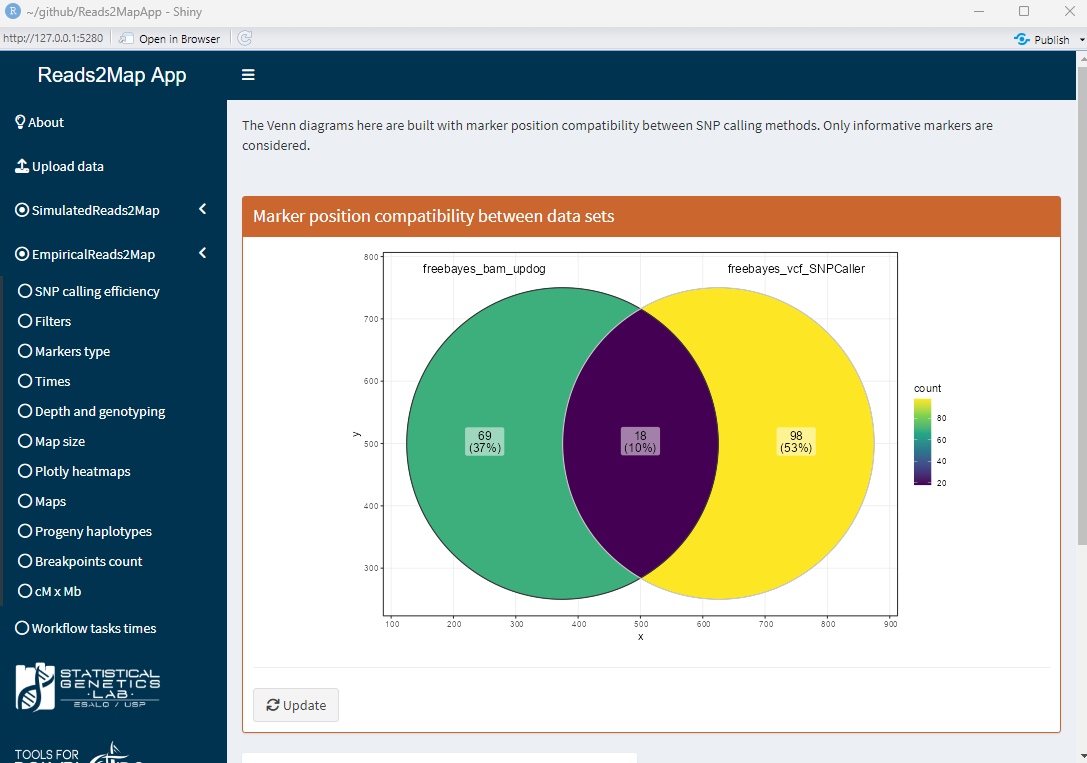 ~/github/Reads2MapApp - Shiny
http://127.0.0.1:5280
Open in Browser
Publish
Reads2Map App
About
Upload data
SimulatedReads2Map
EmpiricalReads2Map
SNP calling efficiency
Filters
Markers type
Times
Depth and genotyping
Map size
Plotly heatmaps
Maps
Progeny haplotypes
Breakpoints count
cM x Mb
Workflow tasks times
STATISTICAL
GENETICS
·LAB·
ESALQ / USP
TOOLS FOR
The Venn diagrams here are built with marker position compatibility between SNP calling methods. Only informative markers are
considered.
Marker position compatibility between data sets
freebayes_bam_updog
freebayes_vcf_SNPCaller
800
700
600
500
400
300
y
69
(37%)
18
(10%)
98
(53%)
100 200 300 400 500 600 700 800 900
x
count
80
60
40
20
Update